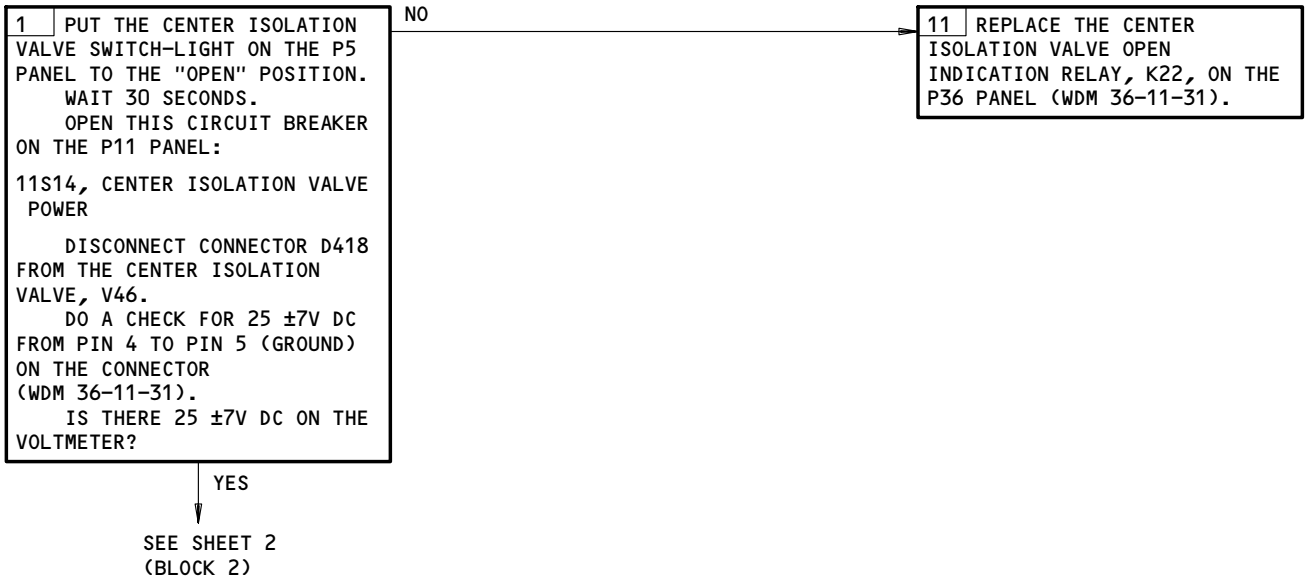 1 PUT THE CENTER ISOLATION
VALVE SWITCH-LIGHT ON THE P5
PANEL TO THE "OPEN" POSITION.
WAIT 30 SECONDS.
OPEN THIS CIRCUIT BREAKER
ON THE P11 PANEL:
11S14, CENTER ISOLATION VALVE
POWER
DISCONNECT CONNECTOR D418
FROM THE CENTER ISOLATION
VALVE, V46.
DO A CHECK FOR 25 ±7V DC
FROM PIN 4 TO PIN 5 (GROUND)
ON THE CONNECTOR
(WDM 36-11-31).
IS THERE 25 ±7V DC ON THE
VOLTMETER?
NO
11 REPLACE THE CENTER
ISOLATION VALVE OPEN
INDICATION RELAY, K22, ON THE
P36 PANEL (WDM 36-11-31).
YES
SEE SHEET 2
(BLOCK 2)